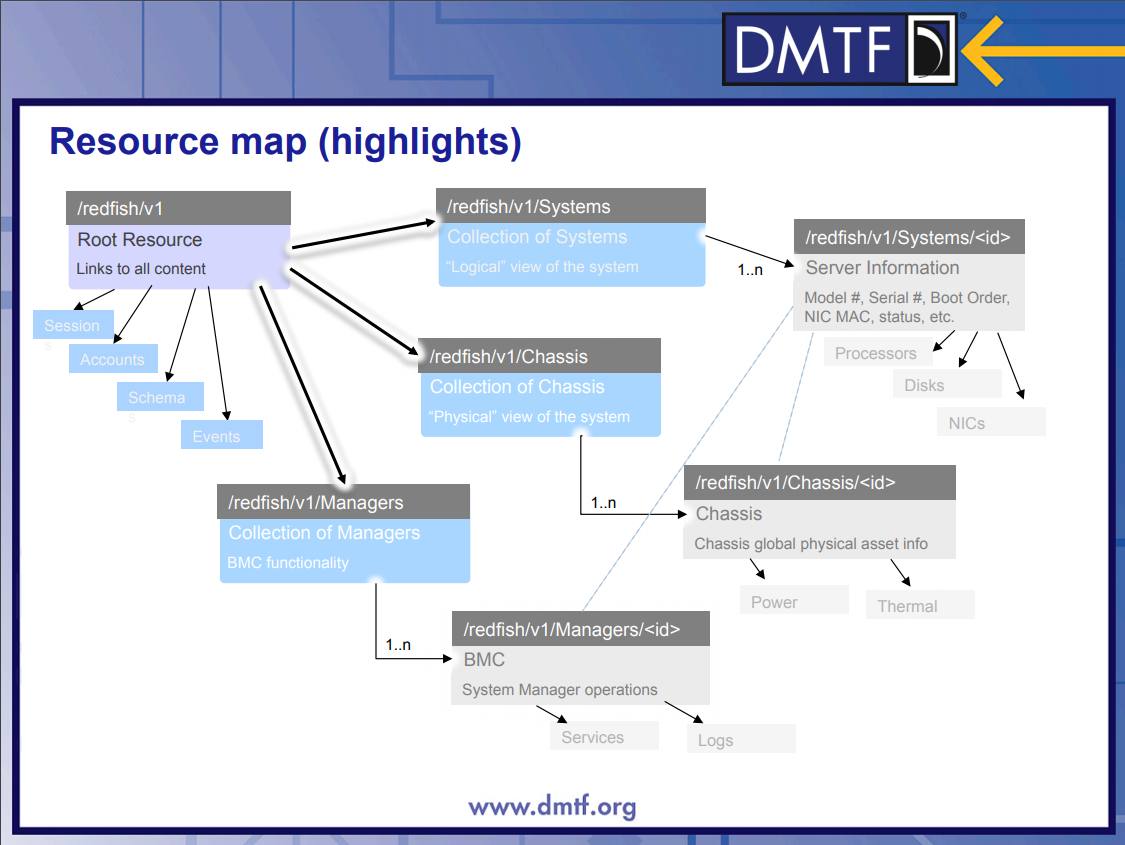 DMTF
®
Resource map (highlights)
/redfish/v1
Root Resource
Links to all content
Session
s
Accounts
Schema
s
Events
/redfish/v1/Systems
Collection of Systems
“Logical” view of the system
1..n
/redfish/v1/Systems/<id>
Server Information
Model #, Serial #, Boot Order,
NIC MAC, status, etc.
Processors
Disks
NICs
/redfish/v1/Chassis
Collection of Chassis
“Physical” view of the system
1..n
/redfish/v1/Chassis/<id>
Chassis
Chassis global physical asset info
Power
Thermal
/redfish/v1/Managers
Collection of Managers
BMC functionality
1..n
/redfish/v1/Managers/<id>
BMC
System Manager operations
Services
Logs
www.dmtf.org